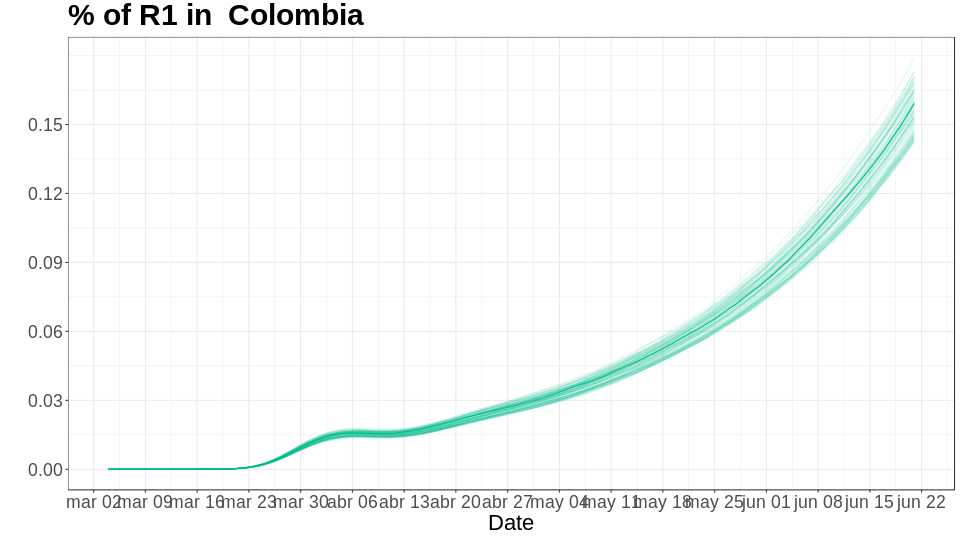 % of R1 in  Colombia
0.15
0.12
0.09
0.06
0.03
0.00
mar 02 mar 09 mar 16 mar 23 mar 30 abr 06 abr 13 abr 20 abr 27 may 04 may 11 may 18 may 25 jun 01 jun 08 jun 15 jun 22
Date